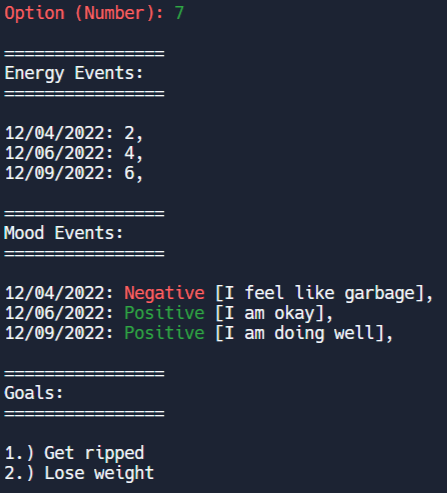 Option (Number): 7
================
Energy Events:
================
12/04/2022: 2,
12/06/2022: 4,
12/09/2022: 6,
================
Mood Events:
================
12/04/2022: Negative [I feel like garbage],
12/06/2022: Positive [I am okay],
12/09/2022: Positive [I am doing well],
================
Goals:
================
1.) Get ripped
2.) Lose weight